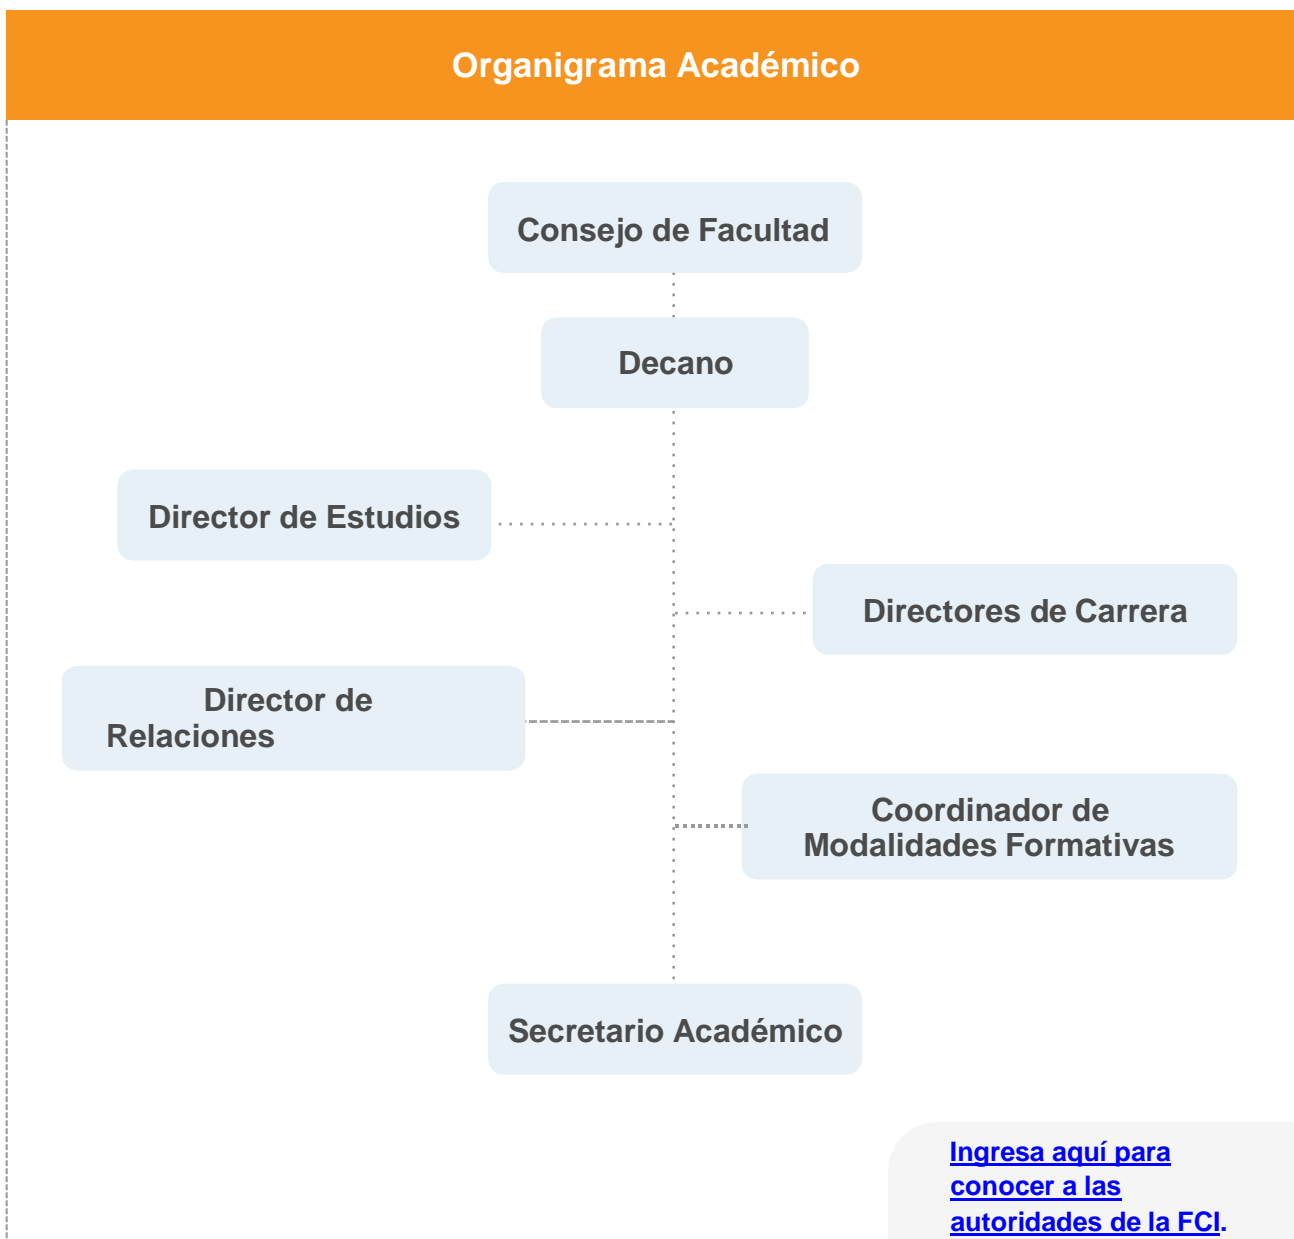 Organigrama Académico
Consejo de Facultad
Decano
Director de Estudios
Directores de Carrera
Director de
Relaciones
Coordinador de
Modalidades Formativas
Secretario Académico
Ingresa aquí para
conocer a las
autoridades de la FCI.